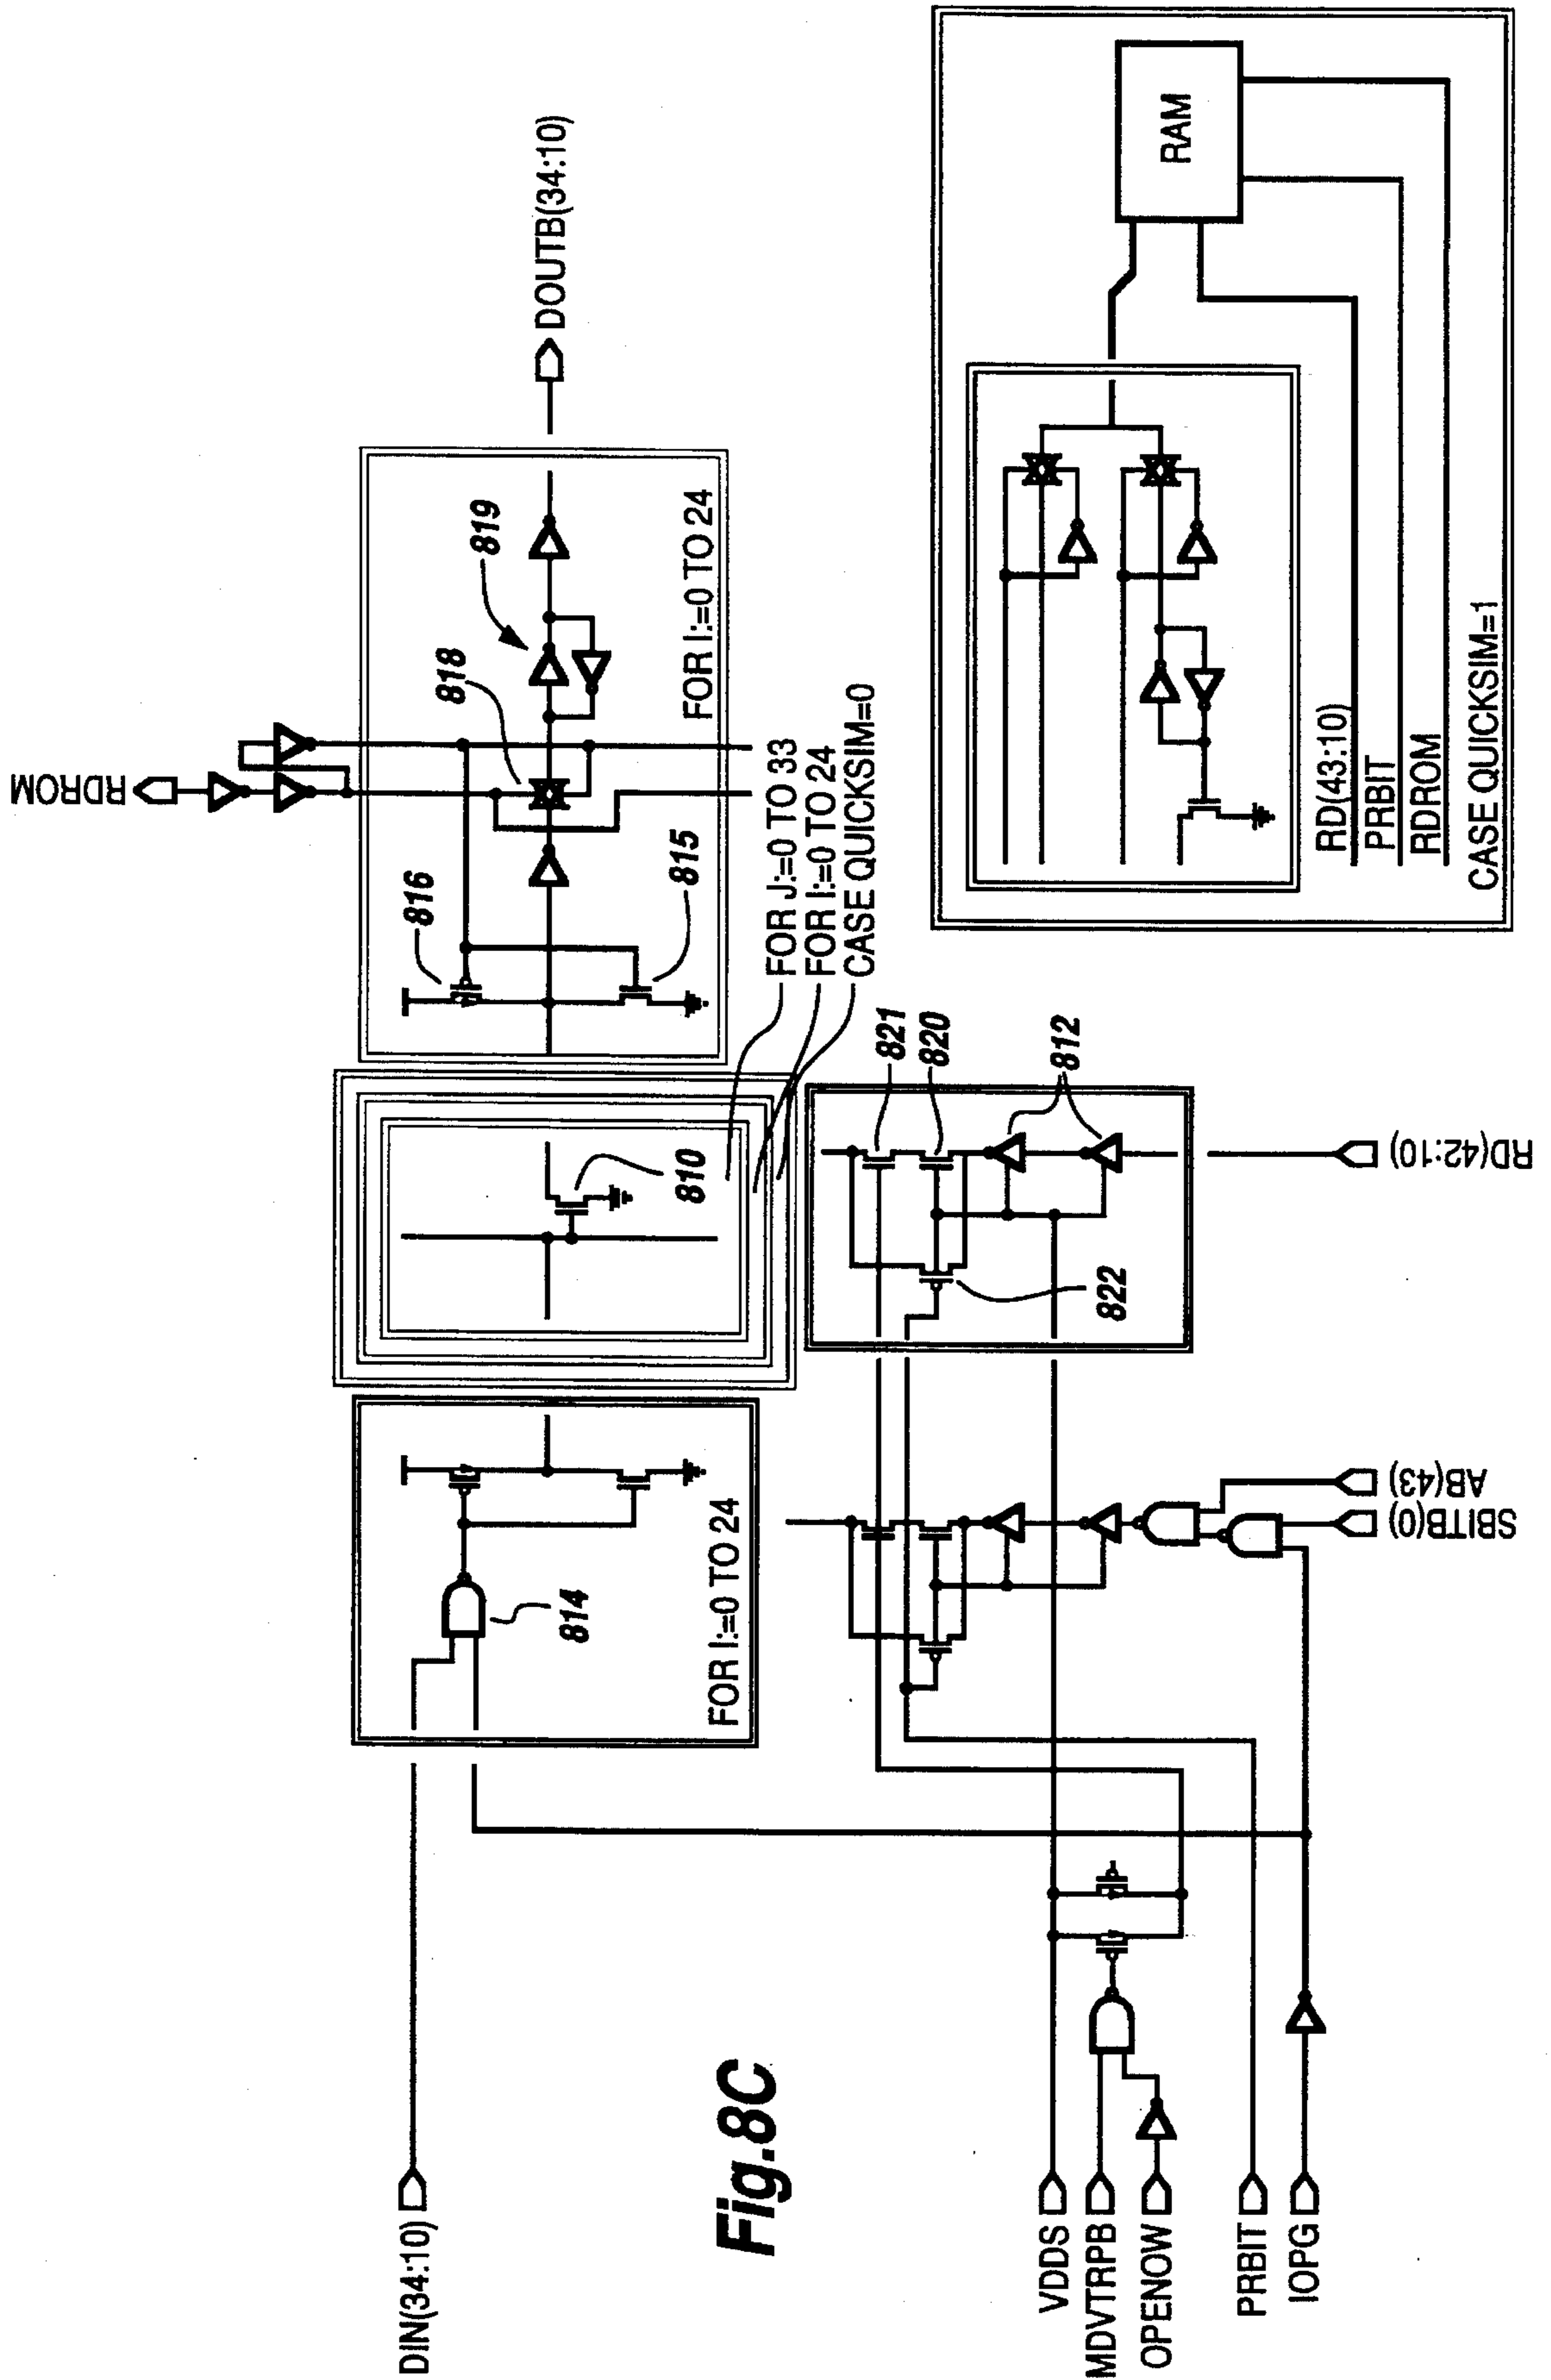 RDROM
DOUTB(34:10)
816
818
819
815
FOR I:=0 TO 24
810
FOR J:=0 TO 33
FOR I:=0 TO 24
CASE QUICKSIM=0
814
FOR I:=0 TO 24
DIN(34:10)
821
820
812
822
RD(42:10)
AB(43)
SBITB(0)
VDDS
MDVTRPB
OPENOW
PRBIT
IOPG
RAM
RD(43:10)
PRBIT
RDROM
CASE QUICKSIM=1
Fig.8C